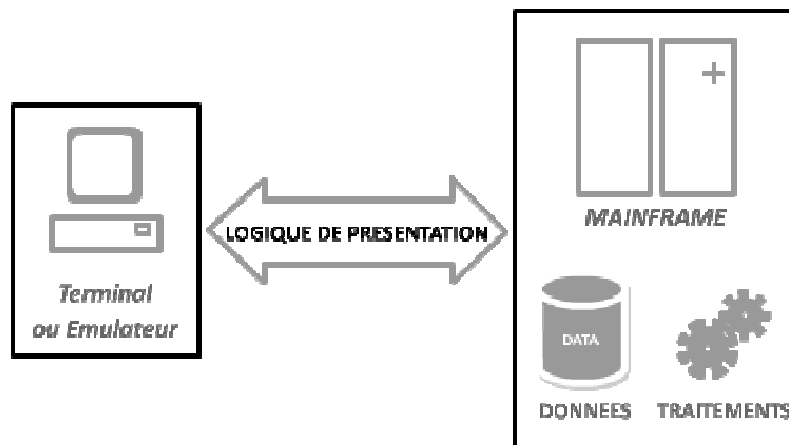 Terminal
ou Emulateur
LOGIQUE DE PRESENTATION
MAINFRAME
DATA
DONNEES
TRAITEMENTS